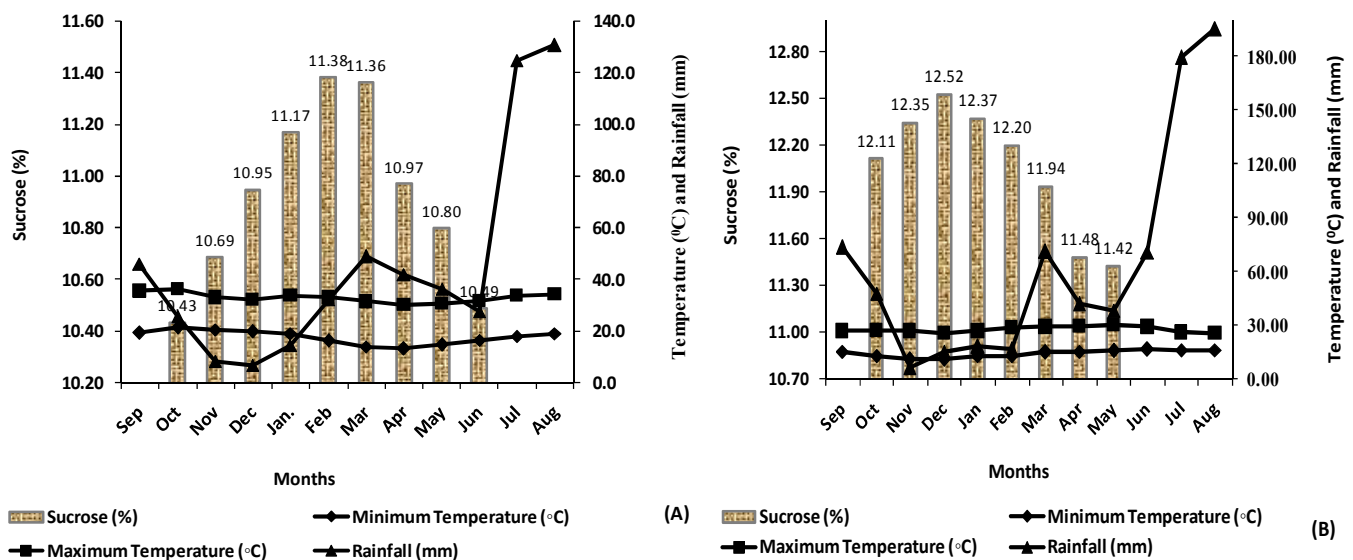 11.60
11.40
11.20
11.00
10.80
10.60
10.40
10.20
Sucrose (%)
10.43
10.69
10.95
11.17
11.38
11.36
10.97
10.80
10.49
140.0
120.0
100.0
80.0
60.0
40.0
20.0
0.0
Temperature (⁰C) and Rainfall (mm)
Sep
Oct
Nov
Dec
Jan.
Feb
Mar
Apr
May
Jun
Jul
Aug
Months
Sucrose (%)
Minimum Temperature (◦C)
Maximum Temperature (◦C)
Rainfall (mm)
(A)
12.80
12.50
12.20
11.90
11.60
11.30
11.00
10.70
Sucrose (%)
12.11
12.35
12.52
12.37
12.20
11.94
11.48
11.42
180.00
150.00
120.00
90.00
60.00
30.00
0.00
Temperature (⁰C) and Rainfall (mm)
Sep
Oct
Nov
Dec
Jan
Feb
Mar
Apr
May
Jun
Jul
Aug
Months
Sucrose (%)
Minimum Temperature (◦C)
Maximum Temperature (◦C)
Rainfall (mm)
(B)